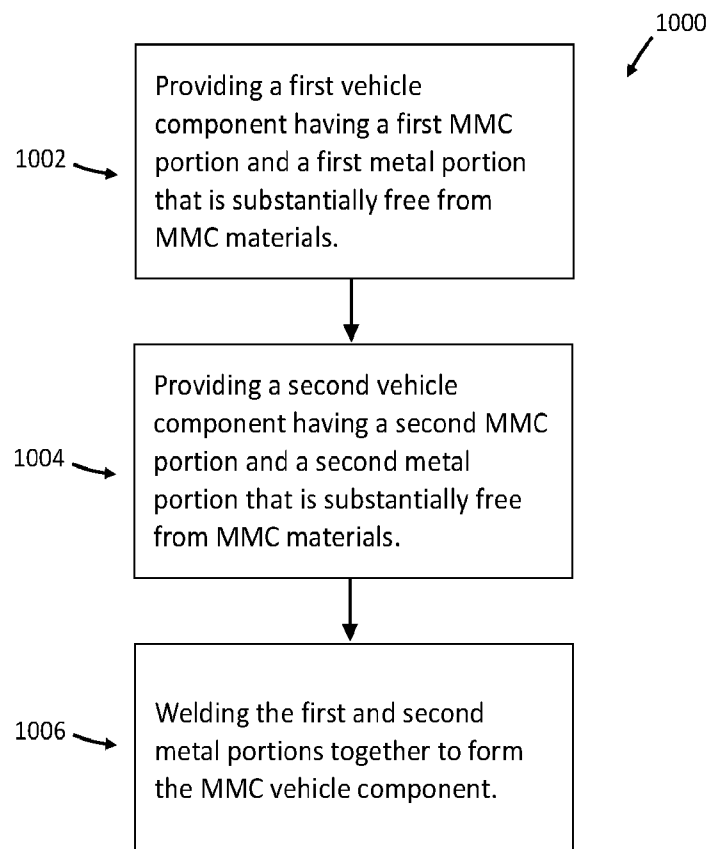 1000
Providing a first vehicle
component having a first MMC
portion and a first metal portion
that is substantially free from
MMC materials.
1002
Providing a second vehicle
component having a second MMC
portion and a second metal
portion that is substantially free
from MMC materials.
1004
Welding the first and second
metal portions together to form
the MMC vehicle component.
1006